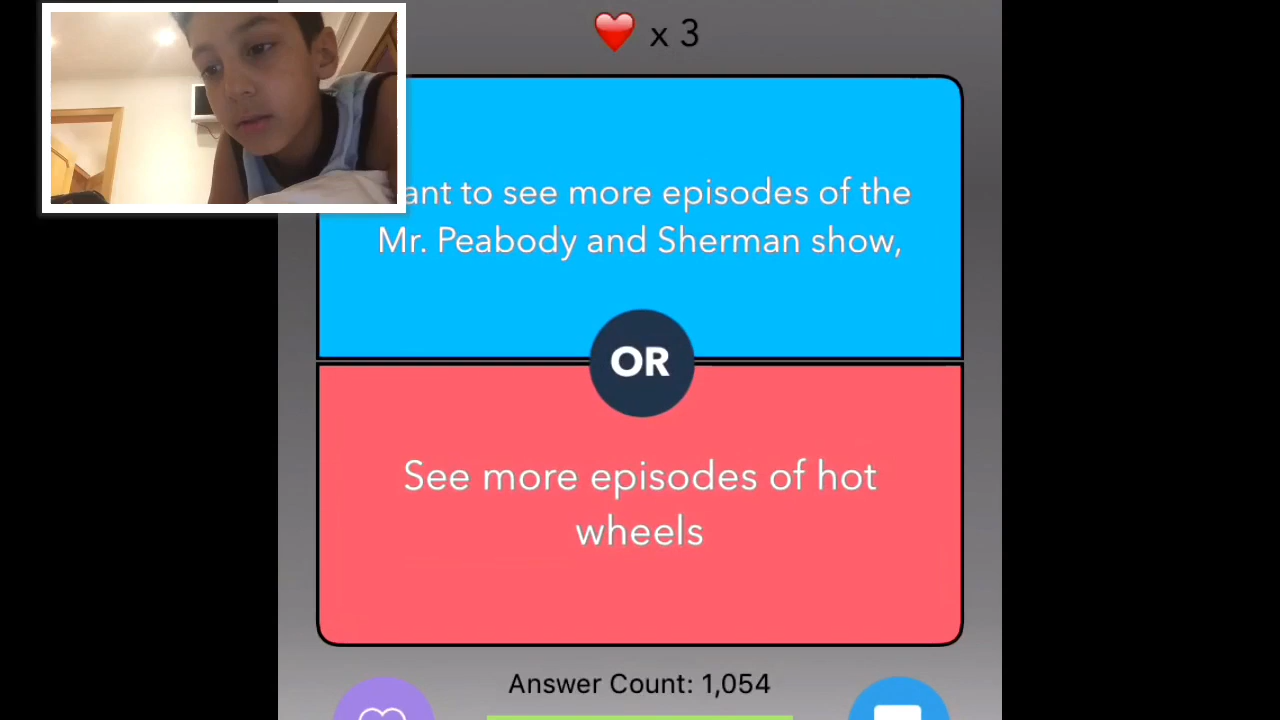 x 3
to see more episodes of the
Mr. Peabody and Sherman show,
OR
See more episodes of hot
wheels
Answer Count: 1,054